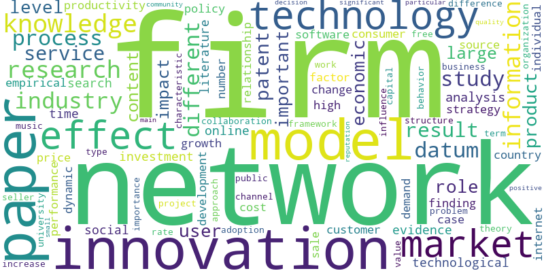 level
productivity
community
policy
decision
significant
particular
difference
knowledge
firm
technology
quality
process
relationship
software
consumer
source
organization
individual
service
content
different
literature
patent
important
economic
large
information
product
research
impact
characteristic
number
work
factor
capital
business
behavior
empirical
search
change
study
industry
high
influence
analysis
strategy
time
main
collaboration
online
framework
structure
music
effect
model
result
term
paper
type
investment
growth
reputation
datum
country
price
performance
network
dynamic
development
approach
public
demand
role
positive
seller
university
small
importance
project
channel
cost
finding
problem
case
theory
social
user
adoption
customer
evidence
internet
innovation
market
rate
sale
value
technological
increase